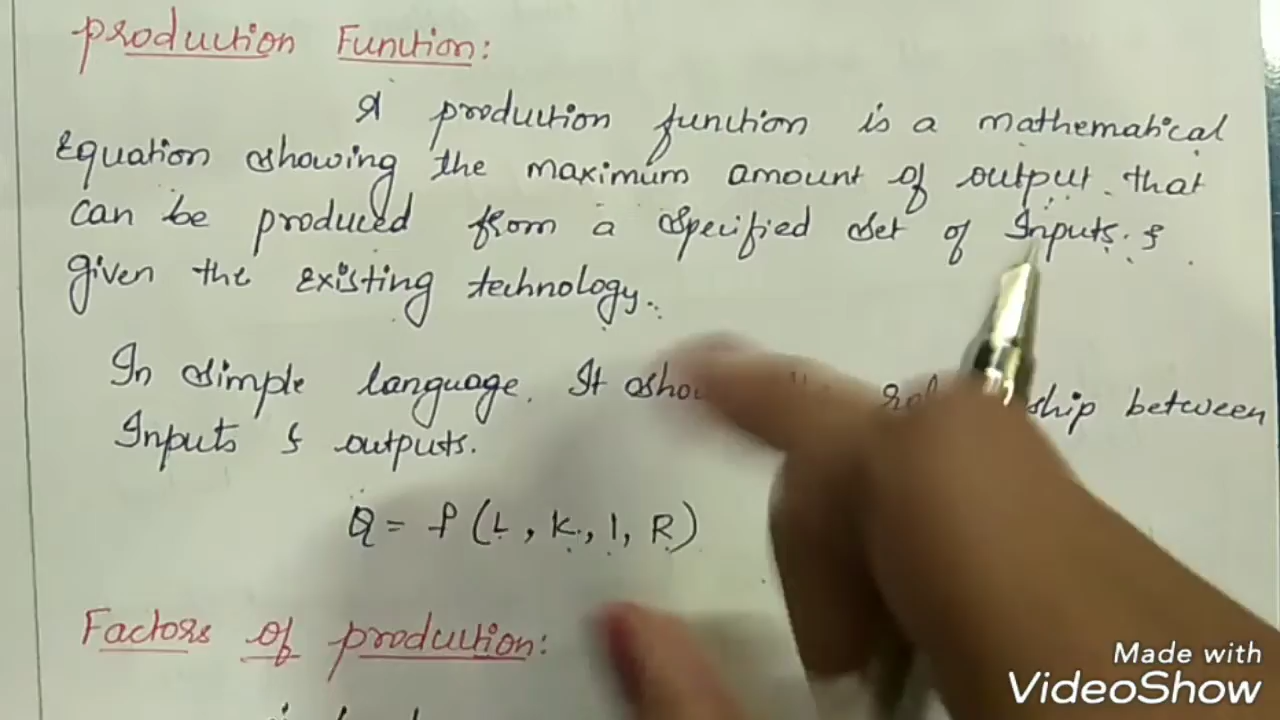 production Function:
A production function is a mathematical
Equation showing the maximum amount of output that
can be produced from a specified set of Inputs. &
given the existing technology.
In simple language. It between
Inputs & outputs.
Q = f (L, K, I, R)
Factors of production:
Made with
VideoShow